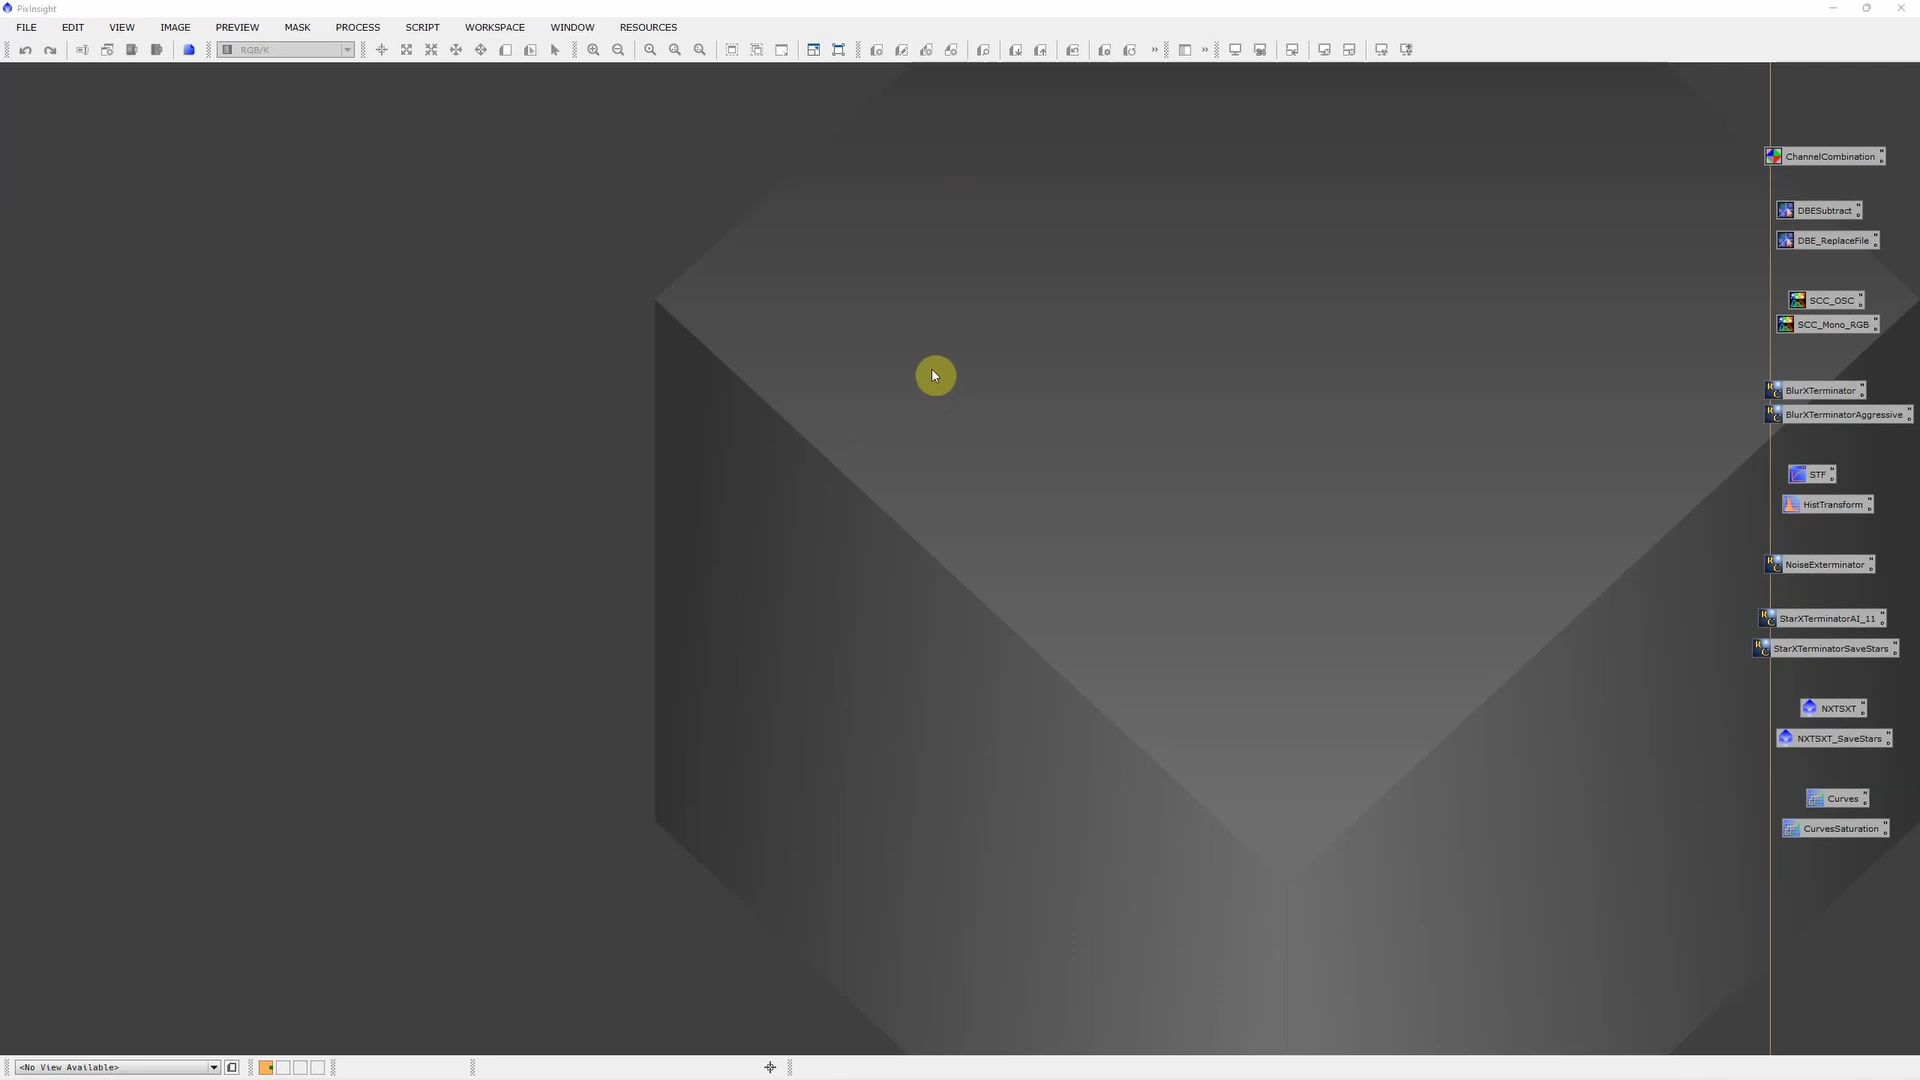 PixInsight
FILE EDIT VIEW IMAGE PREVIEW MASK PROCESS SCRIPT WORKSPACE WINDOW RESOURCES
RGB/K
ChannelCombination
DBESubtract
DBE_ReplaceFile
SCC_OSC
SCC_Mono_RGB
BlurXTerminator
BlurXTerminatorAggressive
STF
HistTransform
NoiseExterminator
StarXTerminatorAI_11
StarXTerminatorSaveStars
NXTSXT
NXTSXT_SaveStars
Curves
CurvesSaturation
<No View Available>